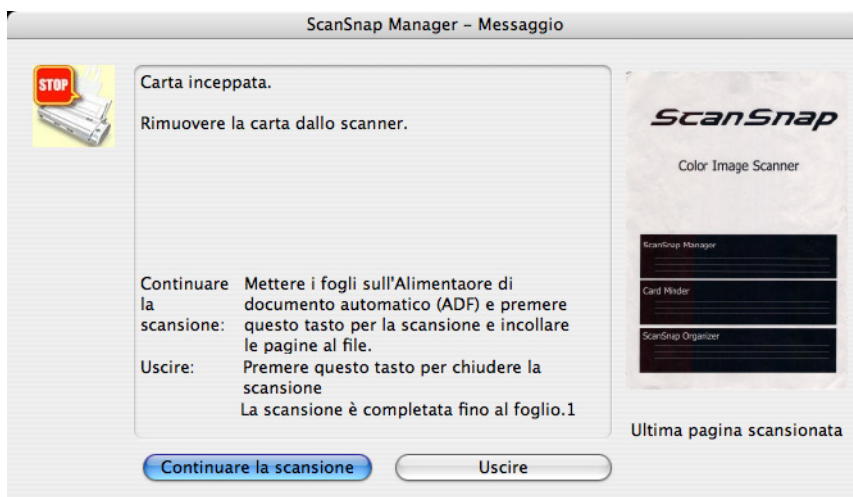 ScanSnap Manager – Messaggio
STOP
Carta inceppata.
Rimuovere la carta dallo scanner.
Continuare la scansione:
Mettere i fogli sull'Alimentaore di
documento automatico (ADF) e premere
questo tasto per la scansione e incollare
le pagine al file.
Uscire:
Premere questo tasto per chiudere la
scansione
La scansione è completata fino al foglio.1
Continuare la scansione
Uscire
ScanSnap
Color Image Scanner
ScanSnap Manager
Card Minder
ScanSnap Organizer
Ultima pagina scansionata